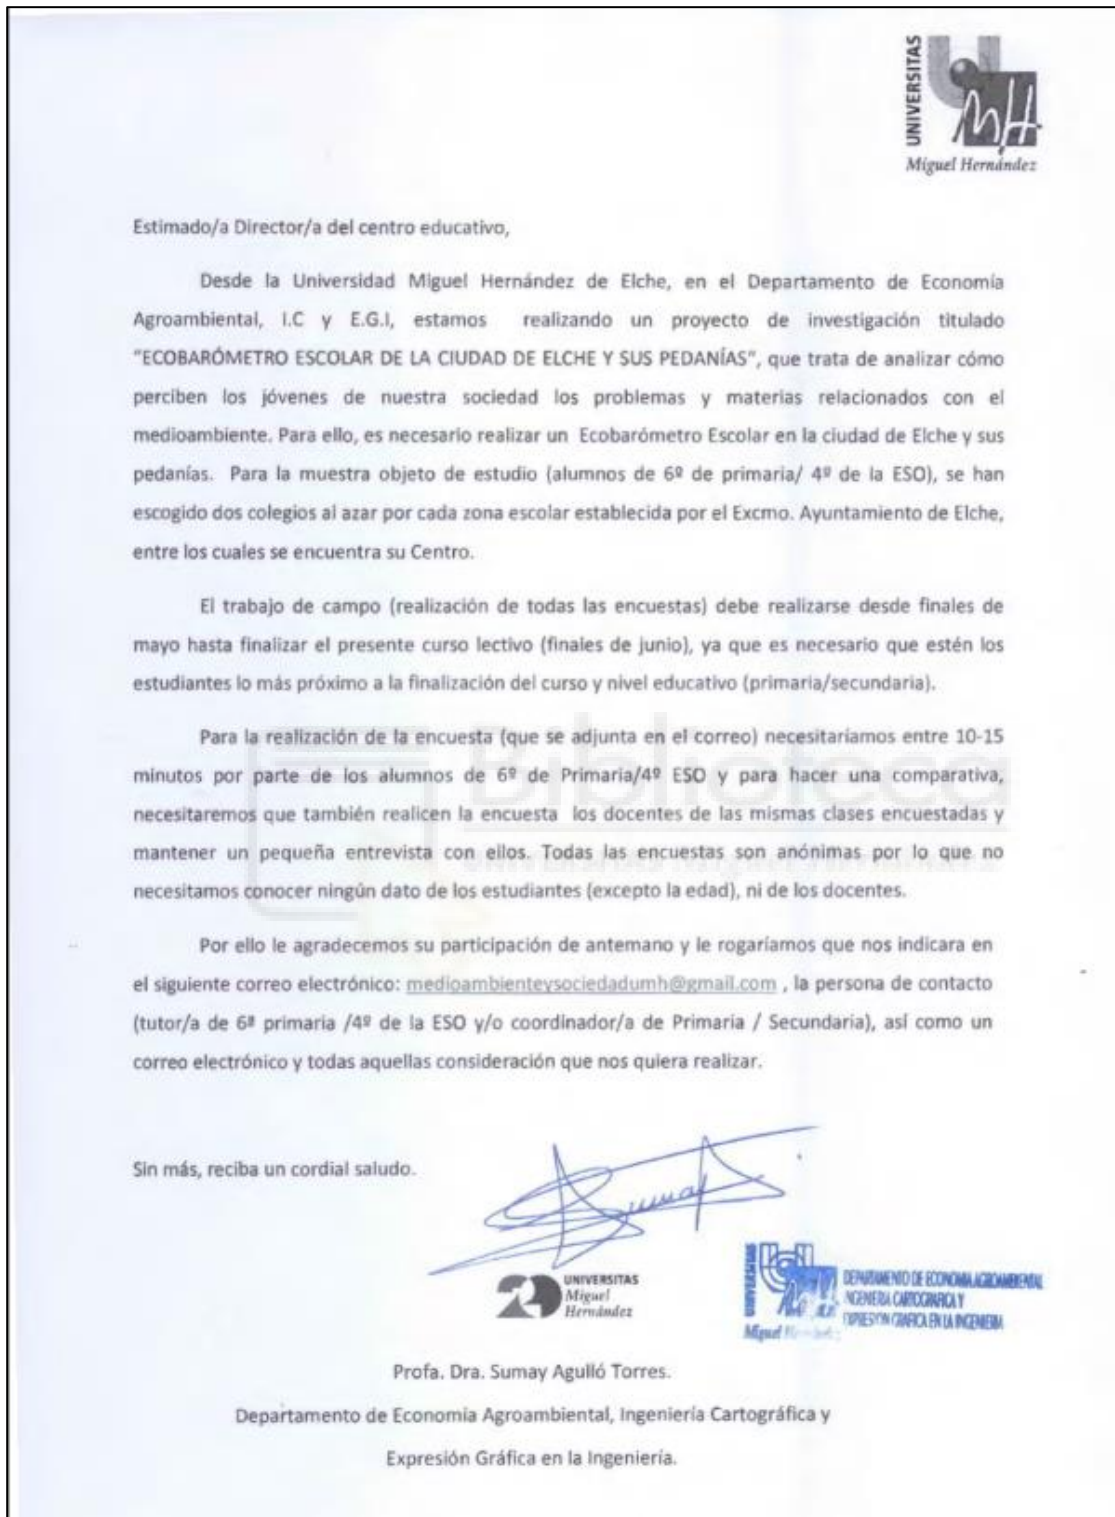 UNIVERSITAS
Miguel Hernández
Estimado/a Director/a del centro educativo,
Desde la Universidad Miguel Hernández de Elche, en el Departamento de Economía
Agroambiental, I.C y E.G.I, estamos realizando un proyecto de investigación titulado
"ECOBARÓMETRO ESCOLAR DE LA CIUDAD DE ELCHE Y SUS PEDANÍAS", que trata de analizar cómo
perciben los jóvenes de nuestra sociedad los problemas y materias relacionados con el
medioambiente. Para ello, es necesario realizar un Ecobarómetro Escolar en la ciudad de Elche y sus
pedanías. Para la muestra objeto de estudio (alumnos de 6º de primaria/ 4º de la ESO), se han
escogido dos colegios al azar por cada zona escolar establecida por el Excmo. Ayuntamiento de Elche,
entre los cuales se encuentra su Centro.
El trabajo de campo (realización de todas las encuestas) debe realizarse desde finales de
mayo hasta finalizar el presente curso lectivo (finales de junio), ya que es necesario que estén los
estudiantes lo más próximo a la finalización del curso y nivel educativo (primaria/secundaria).
Para la realización de la encuesta (que se adjunta en el correo) necesitaríamos entre 10-15
minutos por parte de los alumnos de 6º de Primaria/4º ESO y para hacer una comparativa,
necesitaremos que también realicen la encuesta los docentes de las mismas clases encuestadas y
mantener un pequeña entrevista con ellos. Todas las encuestas son anónimas por lo que no
necesitamos conocer ningún dato de los estudiantes (excepto la edad), ni de los docentes.
Biblioteca
Por ello le agradecemos su participación de antemano y le rogaríamos que nos indicara en
el siguiente correo electrónico: medioambienteysociedadumh@gmail.com , la persona de contacto
(tutor/a de 6ª primaria /4º de la ESO y/o coordinador/a de Primaria / Secundaria), así como un
correo electrónico y todas aquellas consideración que nos quiera realizar.
Sin más, reciba un cordial saludo.
Sumay
UNIVERSITAS
Miguel
Hernández
UNIVERSITAS
Miguel
DEPARTAMENTO DE ECONOMIA AGROAMBIENTAL
INGENIERIA CARTOGRAFICA Y
EXPRESION GRAFICA EN LA INGENIERIA
Profa. Dra. Sumay Agulló Torres.
Departamento de Economía Agroambiental, Ingeniería Cartográfica y
Expresión Gráfica en la Ingeniería.